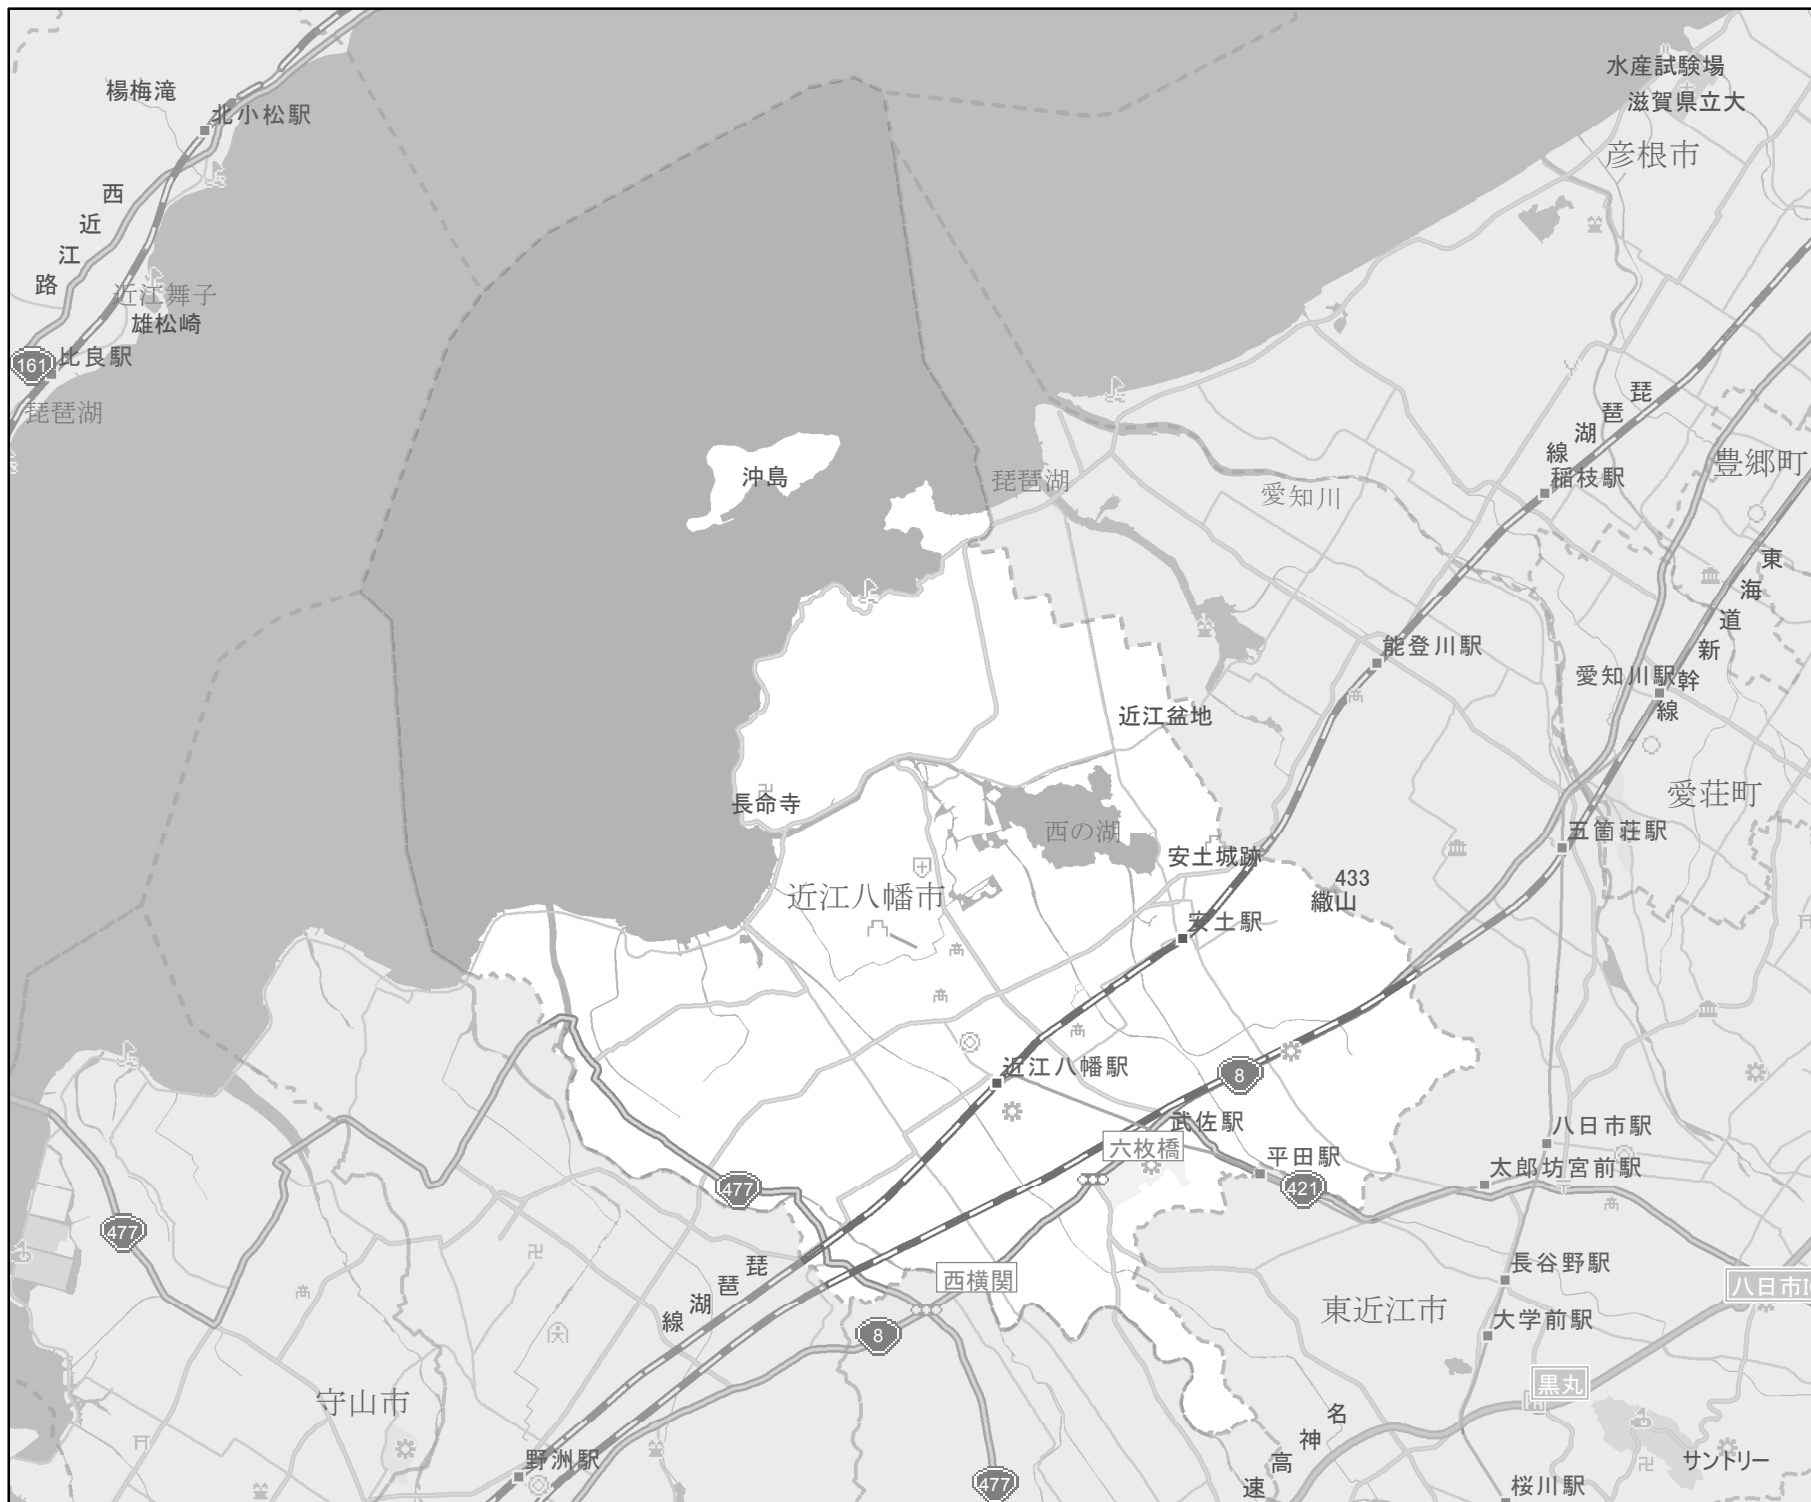 水産試験場
楊梅滝
滋賀県立大
北小松駅
彦根市
西近江路
近江舞子
雄松崎
161
比良駅
琵琶湖
琵琶湖線
豊郷町
沖島
琵琶湖
稲枝駅
愛知川
東海道新幹線
能登川駅
愛知川駅
近江盆地
愛荘町
長命寺
西の湖
五箇荘駅
安土城跡
433
繖山
近江八幡市
安土駅
近江八幡駅
8
武佐駅
六枚橋
八日市駅
平田駅
太郎坊宮前駅
477
421
477
長谷野駅
琵琶湖線
西横関
八日市IC
東近江市
大学前駅
8
黒丸
守山市
名神高速
野洲駅
サントリー
477
桜川駅